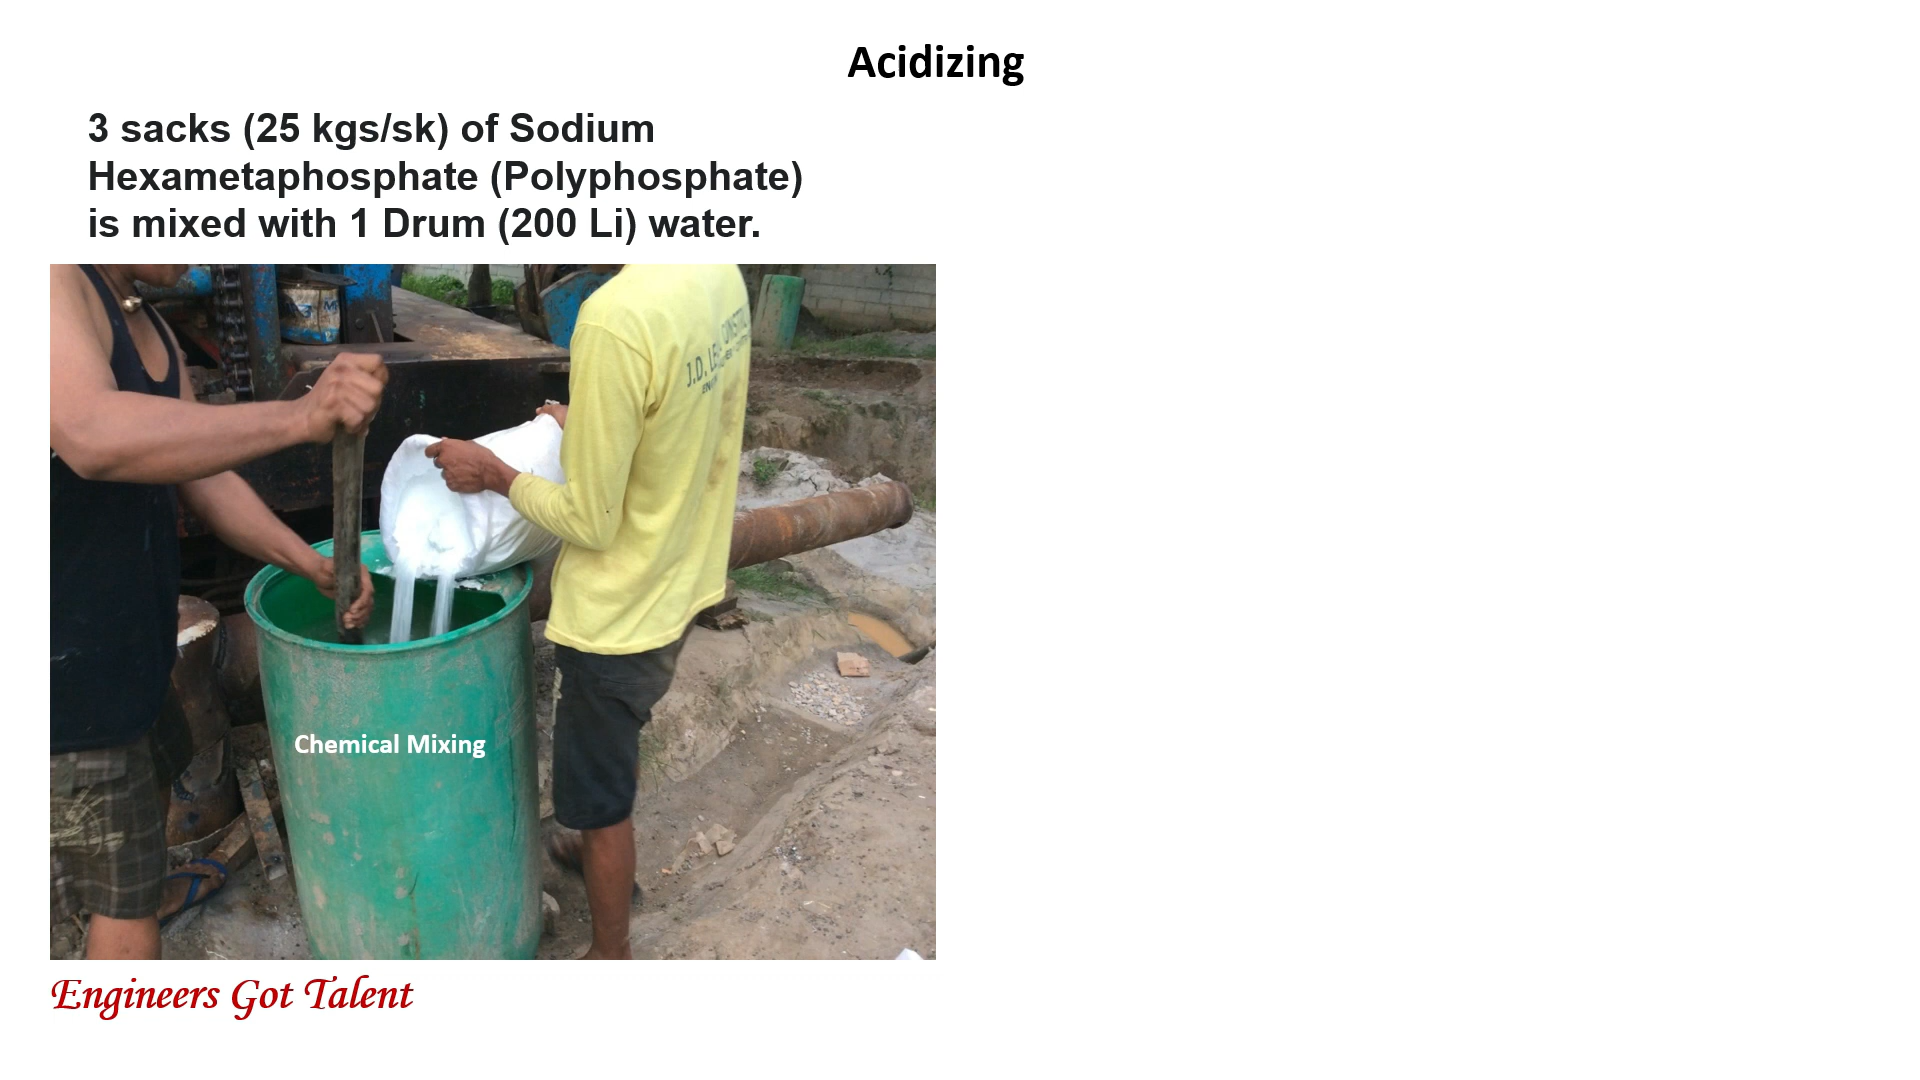 Acidizing
3 sacks (25 kgs/sk) of Sodium
Hexametaphosphate (Polyphosphate)
is mixed with 1 Drum (200 Li) water.
J.D.
Chemical Mixing
Engineers Got Talent